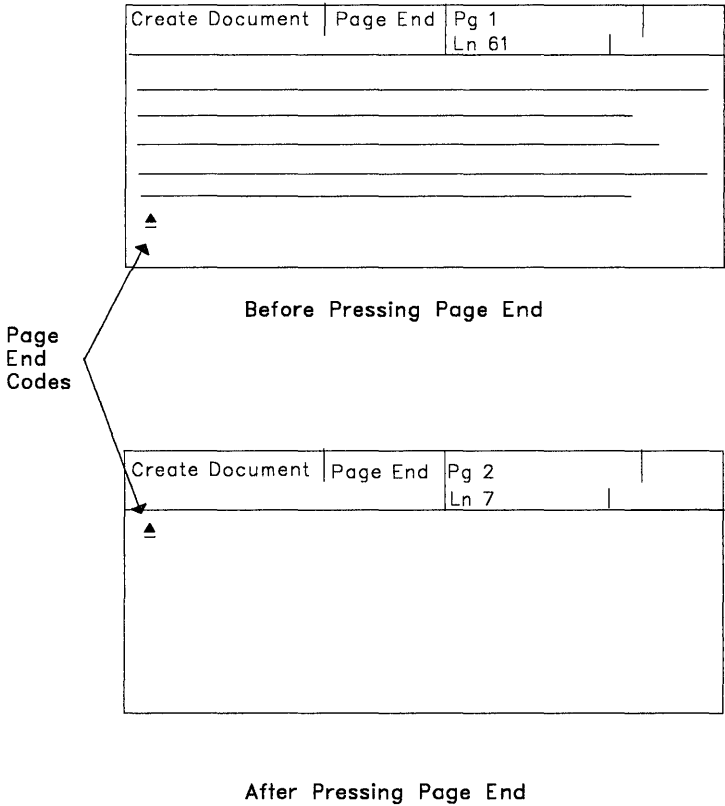 Create Document Page End Pg 1
Ln 61
Before Pressing Page End
Page
End
Codes
Create Document Page End Pg 2
Ln 7
After Pressing Page End